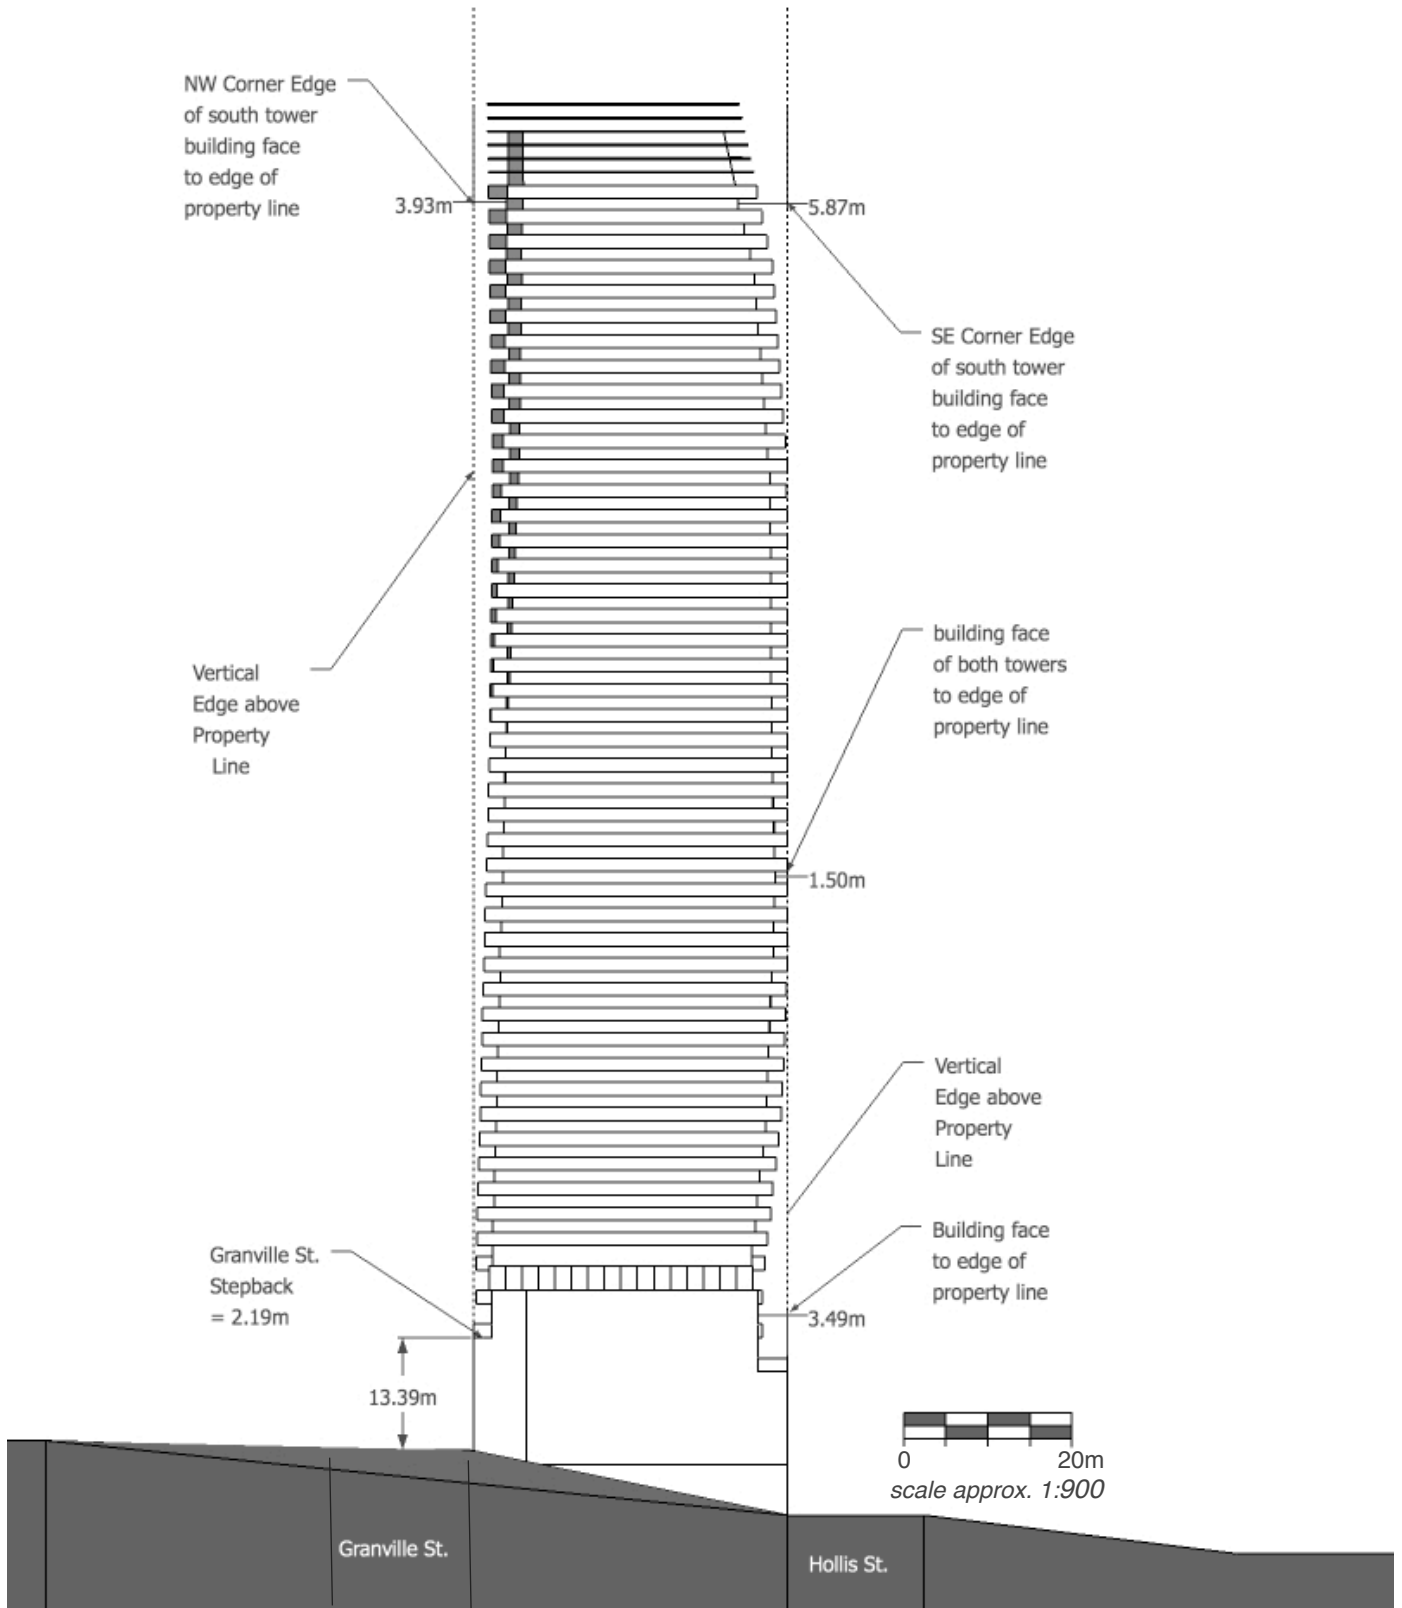 NW Corner Edge
of south tower
building face
to edge of
property line
3.93m
5.87m
SE Corner Edge
of south tower
building face
to edge of
property line
building face
of both towers
to edge of
property line
Vertical
Edge above
Property
Line
1.50m
Vertical
Edge above
Property
Line
Building face
to edge of
property line
Granville St.
Stepback
= 2.19m
3.49m
13.39m
0 20m
scale approx. 1:900
Granville St.
Hollis St.